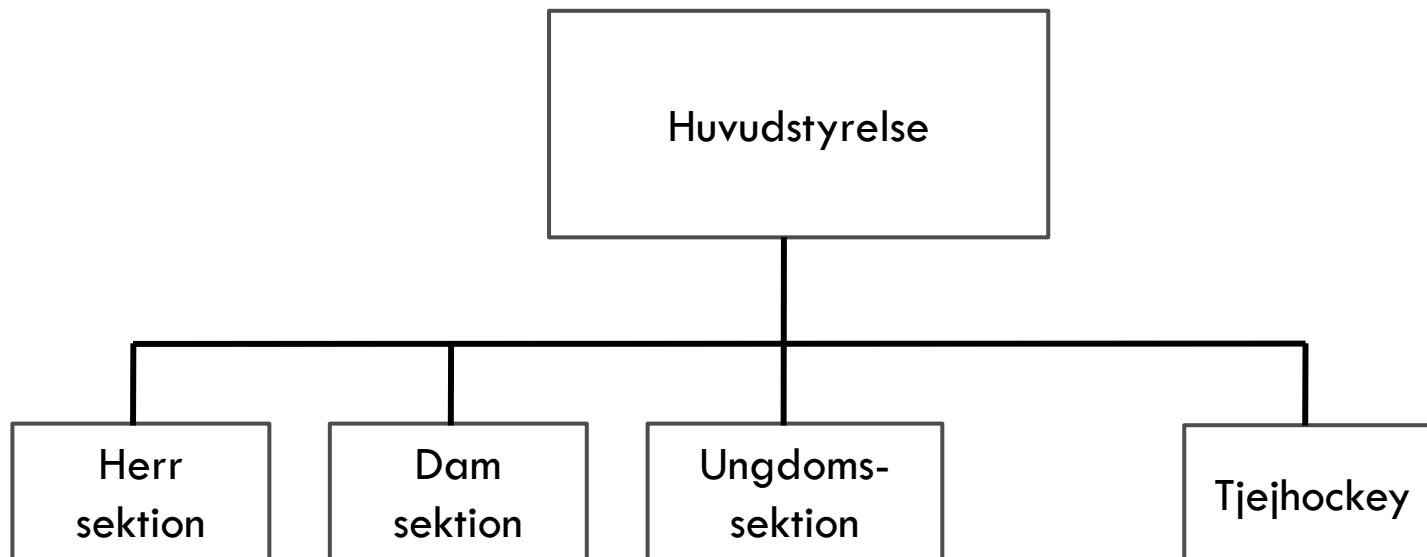 Huvudstyrelse
Herr
sektion
Dam
sektion
Ungdoms-
sektion
Tjejhockey